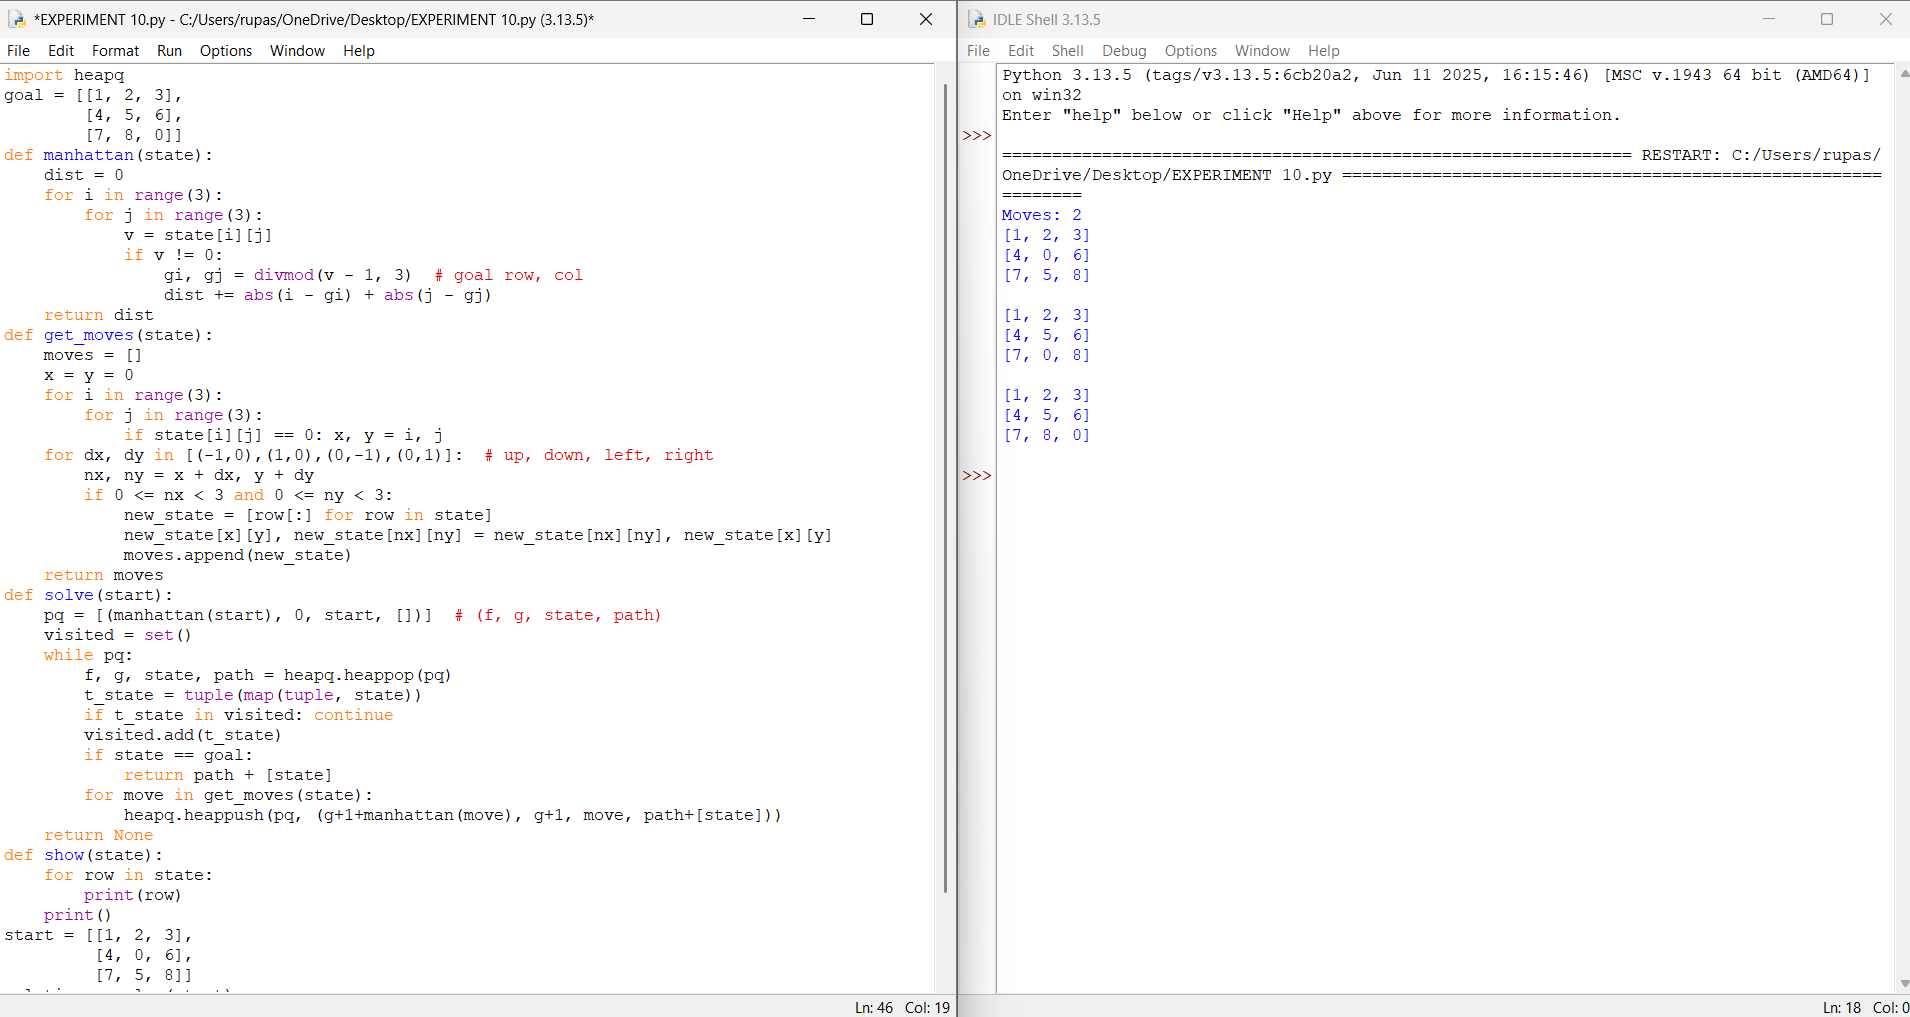 *EXPERIMENT 10.py - C:/Users/rupas/OneDrive/Desktop/EXPERIMENT 10.py (3.13.5)*
File Edit Format Run Options Window Help
import heapq
goal = [[1, 2, 3],
        [4, 5, 6],
        [7, 8, 0]]
def manhattan(state):
    dist = 0
    for i in range(3):
        for j in range(3):
            v = state[i][j]
            if v != 0:
                gi, gj = divmod(v - 1, 3)  # goal row, col
                dist += abs(i - gi) + abs(j - gj)
    return dist
def get_moves(state):
    moves = []
    x = y = 0
    for i in range(3):
        for j in range(3):
            if state[i][j] == 0: x, y = i, j
    for dx, dy in [(-1,0),(1,0),(0,-1),(0,1)]:  # up, down, left, right
        nx, ny = x + dx, y + dy
        if 0 <= nx < 3 and 0 <= ny < 3:
            new_state = [row[:] for row in state]
            new_state[x][y], new_state[nx][ny] = new_state[nx][ny], new_state[x][y]
            moves.append(new_state)
    return moves
def solve(start):
    pq = [(manhattan(start), 0, start, [])]  # (f, g, state, path)
    visited = set()
    while pq:
        f, g, state, path = heapq.heappop(pq)
        t_state = tuple(map(tuple, state))
        if t_state in visited: continue
        visited.add(t_state)
        if state == goal:
            return path + [state]
        for move in get_moves(state):
            heapq.heappush(pq, (g+1+manhattan(move), g+1, move, path+[state]))
    return None
def show(state):
    for row in state:
        print(row)
    print()
start = [[1, 2, 3],
         [4, 0, 6],
         [7, 5, 8]]
Ln: 46 Col: 19
IDLE Shell 3.13.5
File Edit Shell Debug Options Window Help
Python 3.13.5 (tags/v3.13.5:6cb20a2, Jun 11 2025, 16:15:46) [MSC v.1943 64 bit (AMD64)]
on win32
Enter "help" below or click "Help" above for more information.
>>>
=============================================================== RESTART: C:/Users/rupas/
OneDrive/Desktop/EXPERIMENT 10.py ======================================================
========
Moves: 2
[1, 2, 3]
[4, 0, 6]
[7, 5, 8]

[1, 2, 3]
[4, 5, 6]
[7, 0, 8]

[1, 2, 3]
[4, 5, 6]
[7, 8, 0]

>>>
Ln: 18 Col: 0